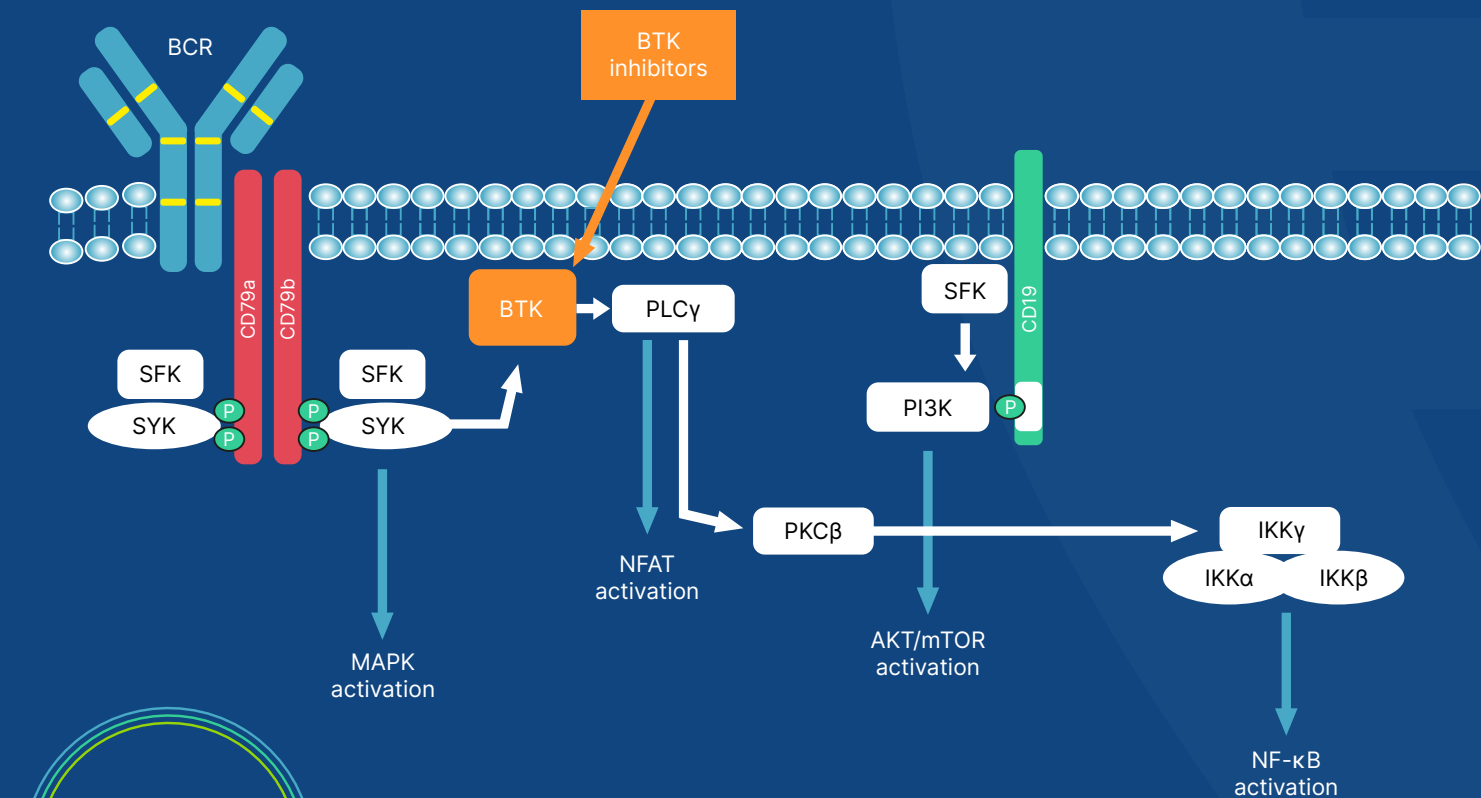 BCR
BTK
inhibitors
CD79a
CD79b
CD19
BTK
PLCγ
SFK
SFK
SFK
SYK
P
P
P
P
SYK
PI3K
P
PKCβ
IKKγ
IKKα
IKKβ
NFAT
activation
MAPK
activation
AKT/mTOR
activation
NF-κB
activation